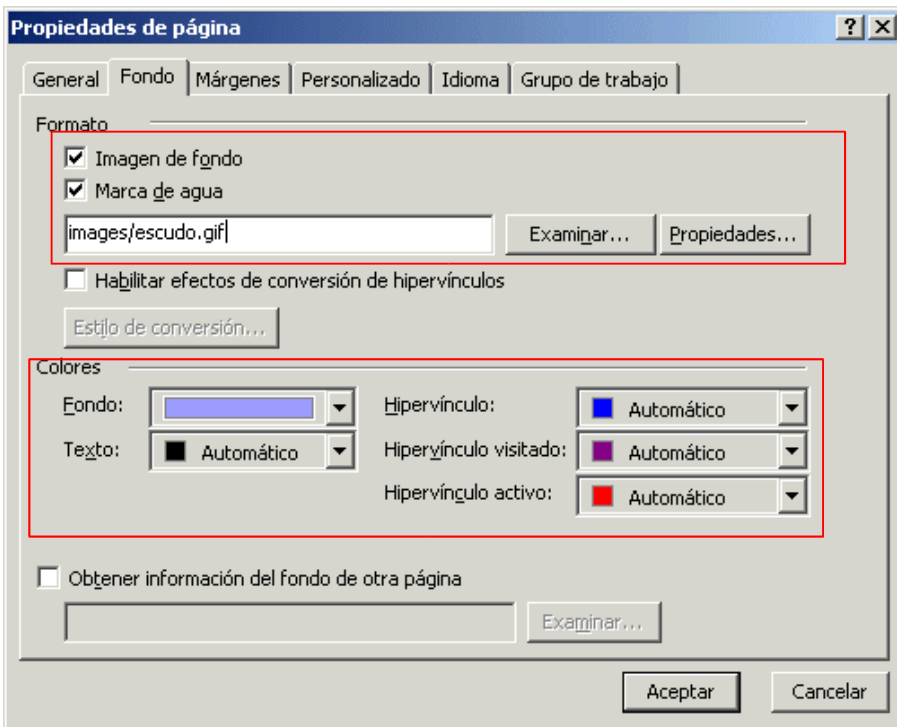 Propiedades de página
General Fondo Márgenes Personalizado Idioma Grupo de trabajo
Formato
Imagen de fondo
Marca de agua
images/escudo.gif Examinar... Propiedades...
Habilitar efectos de conversión de hipervínculos
Estilo de conversión...
Colores
Fondo: Hipervínculo: Automático
Texto: Automático Hipervínculo visitado: Automático
Hipervínculo activo: Automático
Obtener información del fondo de otra página
Examinar...
Aceptar Cancelar